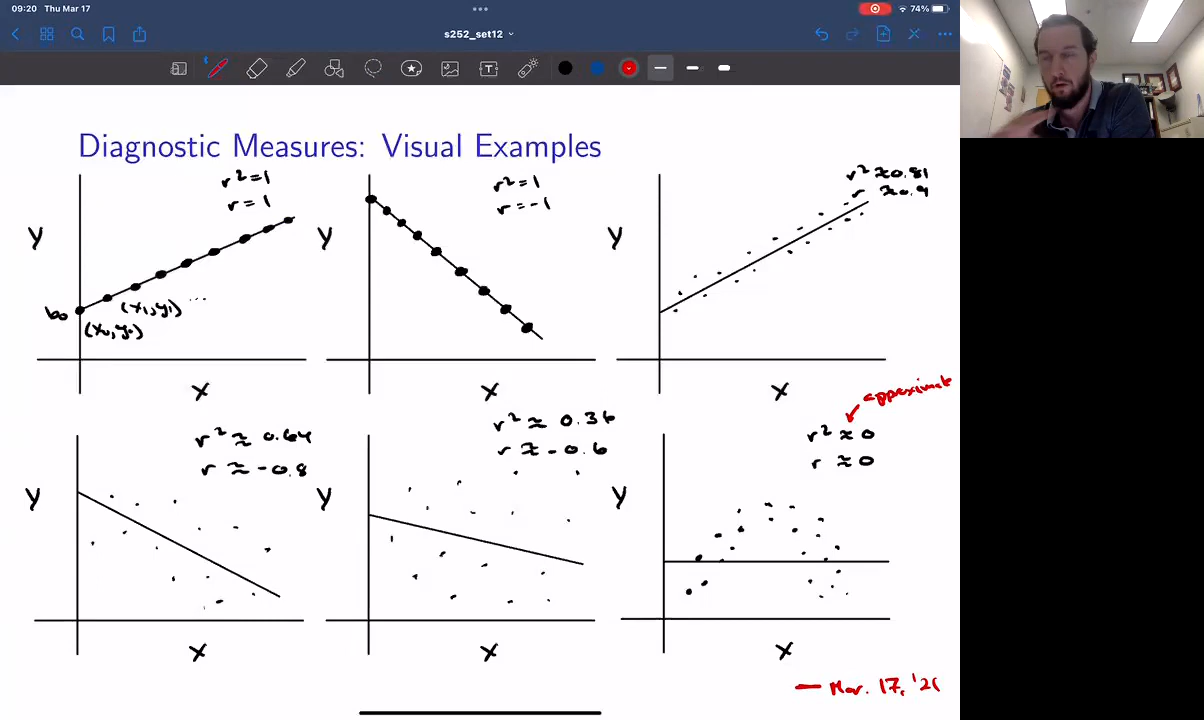 09:20 Thu Mar 17
74%
s252_set12
Diagnostic Measures: Visual Examples
r² = 1
r = 1
Y
b₀
(x₁,y₁) ...
(x₀,y₀)
X
r² = 1
r = -1
Y
X
r² ≈ 0.81
r ≈ 0.9
Y
X
r² ≈ 0.64
r ≈ -0.8
Y
X
r² ≈ 0.36
r ≈ -0.6
Y
X
approximate
r² ≈ 0
r ≈ 0
Y
X
— Mar. 17,